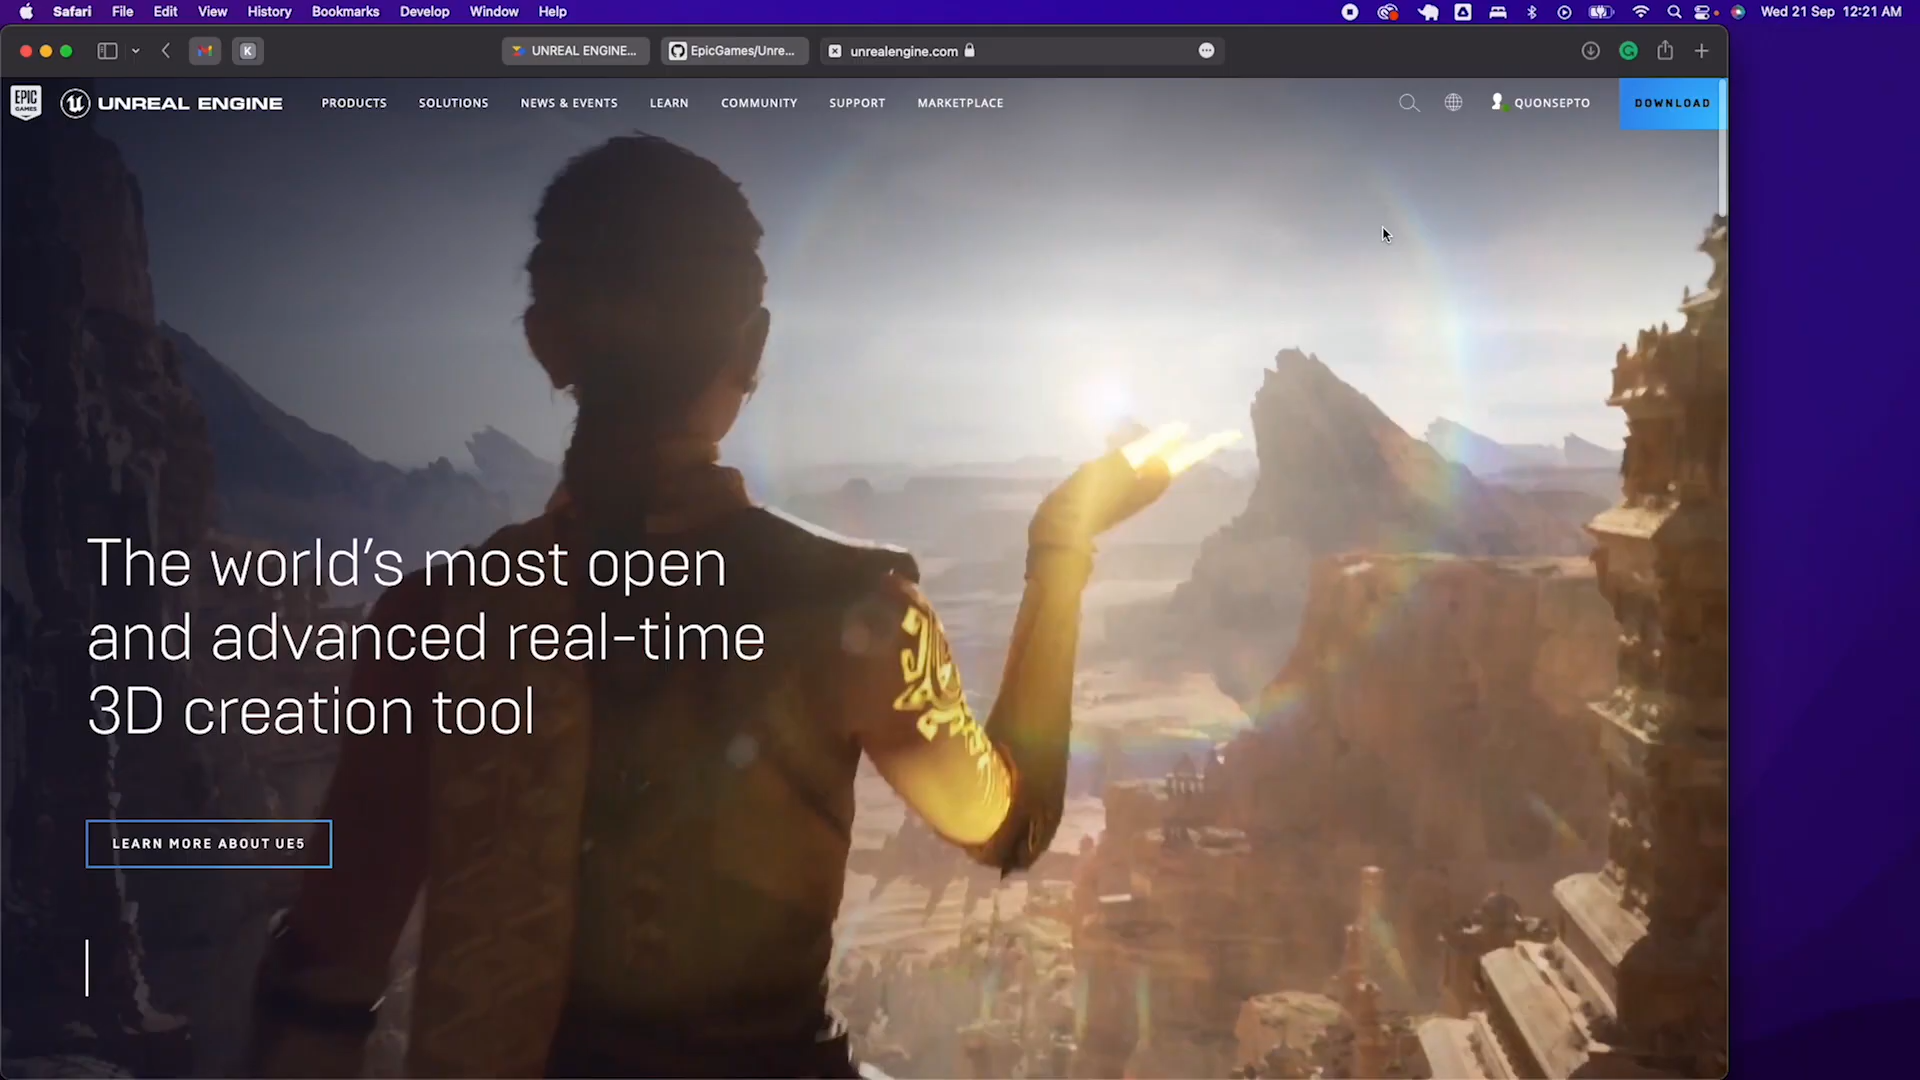 Safari File Edit View History Bookmarks Develop Window Help Wed 21 Sep 12:21 AM
K UNREAL ENGINE... EpicGames/Unre... unrealengine.com
EPIC GAMES UNREAL ENGINE PRODUCTS SOLUTIONS NEWS & EVENTS LEARN COMMUNITY SUPPORT MARKETPLACE QUONSEPTO DOWNLOAD
The world's most open
and advanced real-time
3D creation tool
LEARN MORE ABOUT UE5